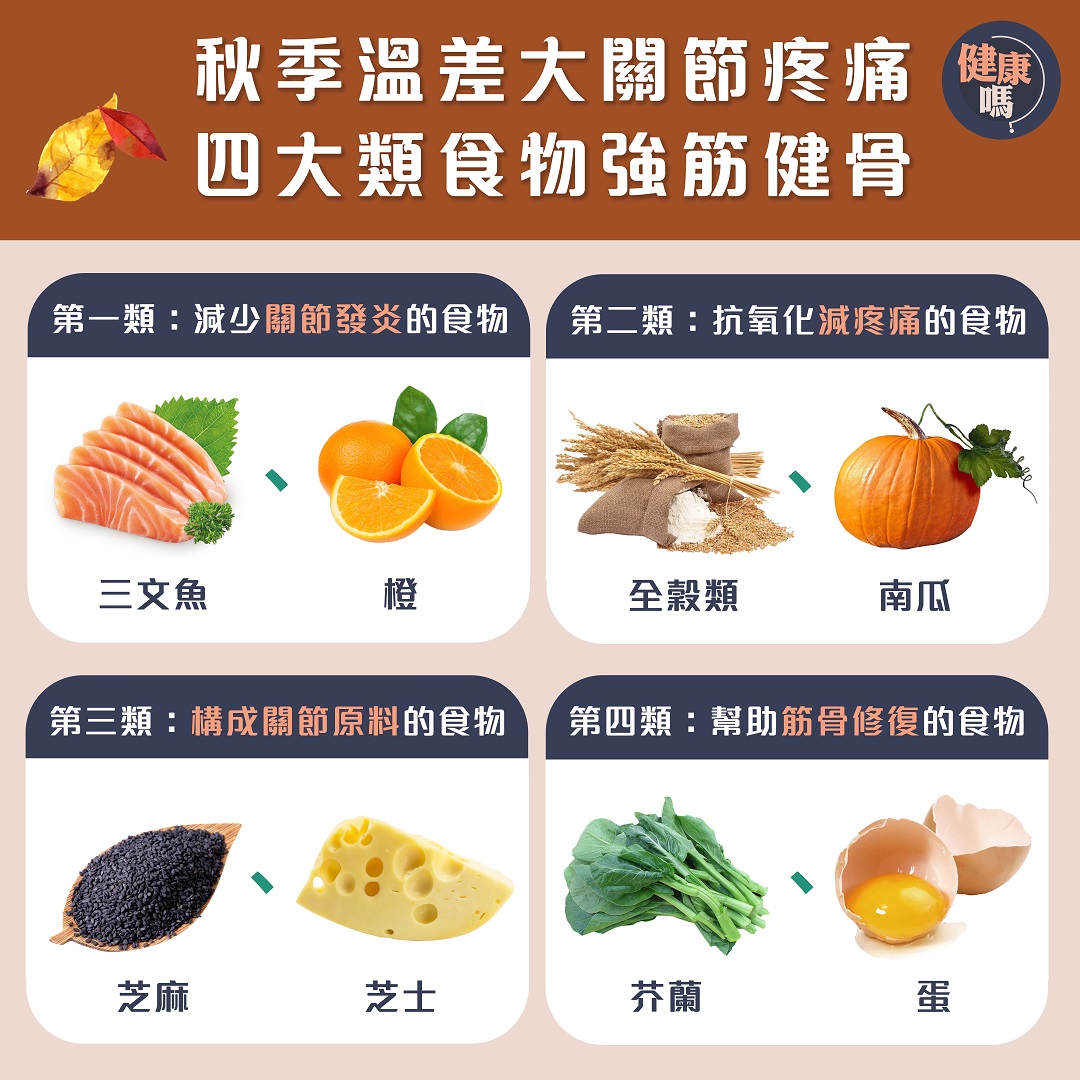 秋季溫差大關節疼痛
四大類食物強筋健骨
健康
嗎?
第一類：減少關節發炎的食物
第二類：抗氧化減疼痛的食物
三文魚、橙
全穀類、南瓜
第三類：構成關節原料的食物
第四類：幫助筋骨修復的食物
芝麻、芝士
芥蘭、蛋